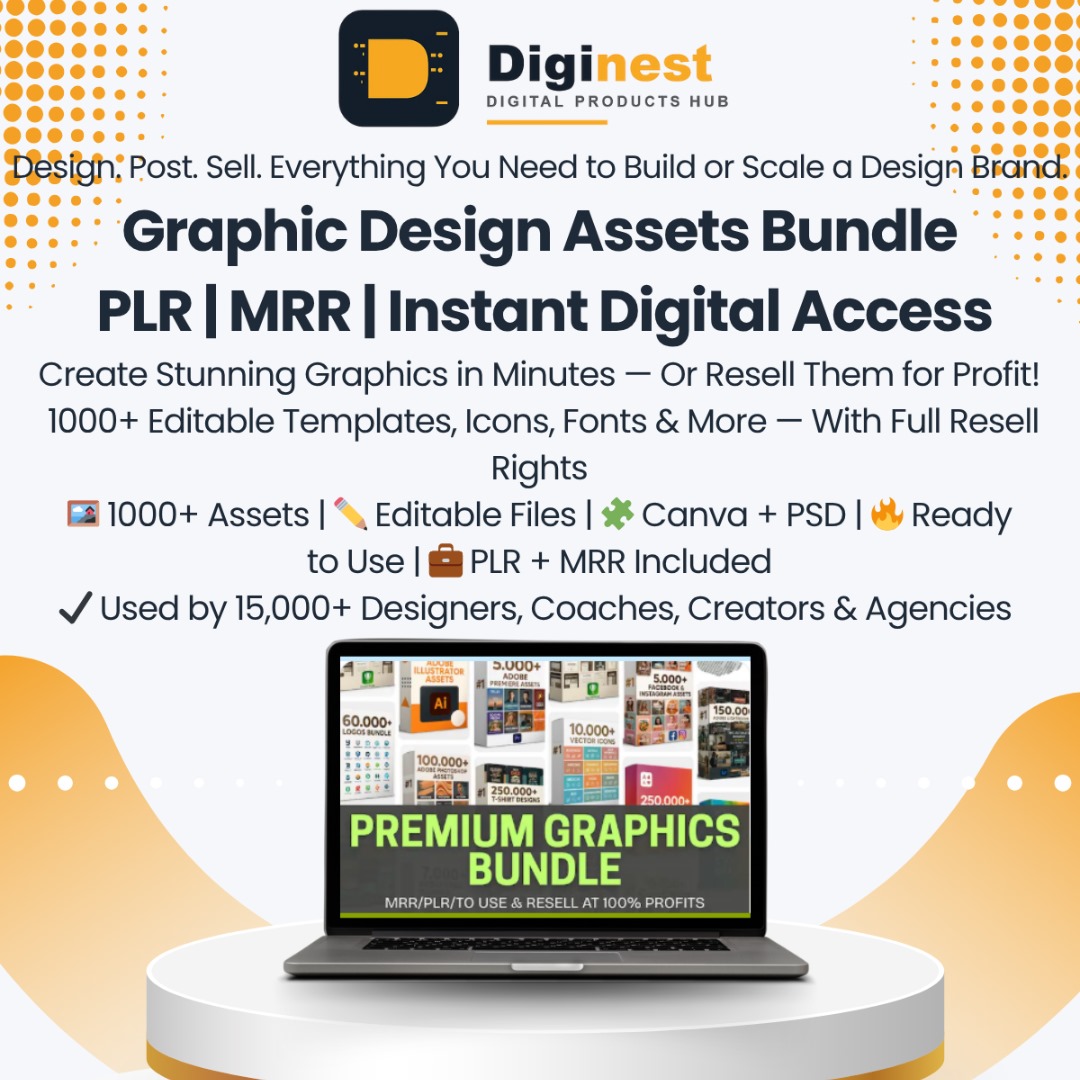 Diginest
DIGITAL PRODUCTS HUB
Design. Post. Sell. Everything You Need to Build or Scale a Design Brand.
Graphic Design Assets Bundle
PLR | MRR | Instant Digital Access
Create Stunning Graphics in Minutes — Or Resell Them for Profit!
1000+ Editable Templates, Icons, Fonts & More — With Full Resell
Rights
🖼️ 1000+ Assets | ✏️ Editable Files | 🧩 Canva + PSD | 🔥 Ready
to Use | 💼 PLR + MRR Included
✔️ Used by 15,000+ Designers, Coaches, Creators & Agencies
ADOBE
ILLUSTRATOR
ASSETS
Ai
5.000+
ADOBE
PREMIERE ASSETS
5.000+
FACEBOOK &
INSTAGRAM ASSETS
150.00
60.000+
LOGOS BUNDLE
10.000+
VECTOR ICONS
100.000+
ADOBE PHOTOSHOP
ASSETS
#1
250.000+
T-SHIRT DESIGNS
250.000+
PREMIUM GRAPHICS
BUNDLE
MRR/PLR/TO USE & RESELL AT 100% PROFITS